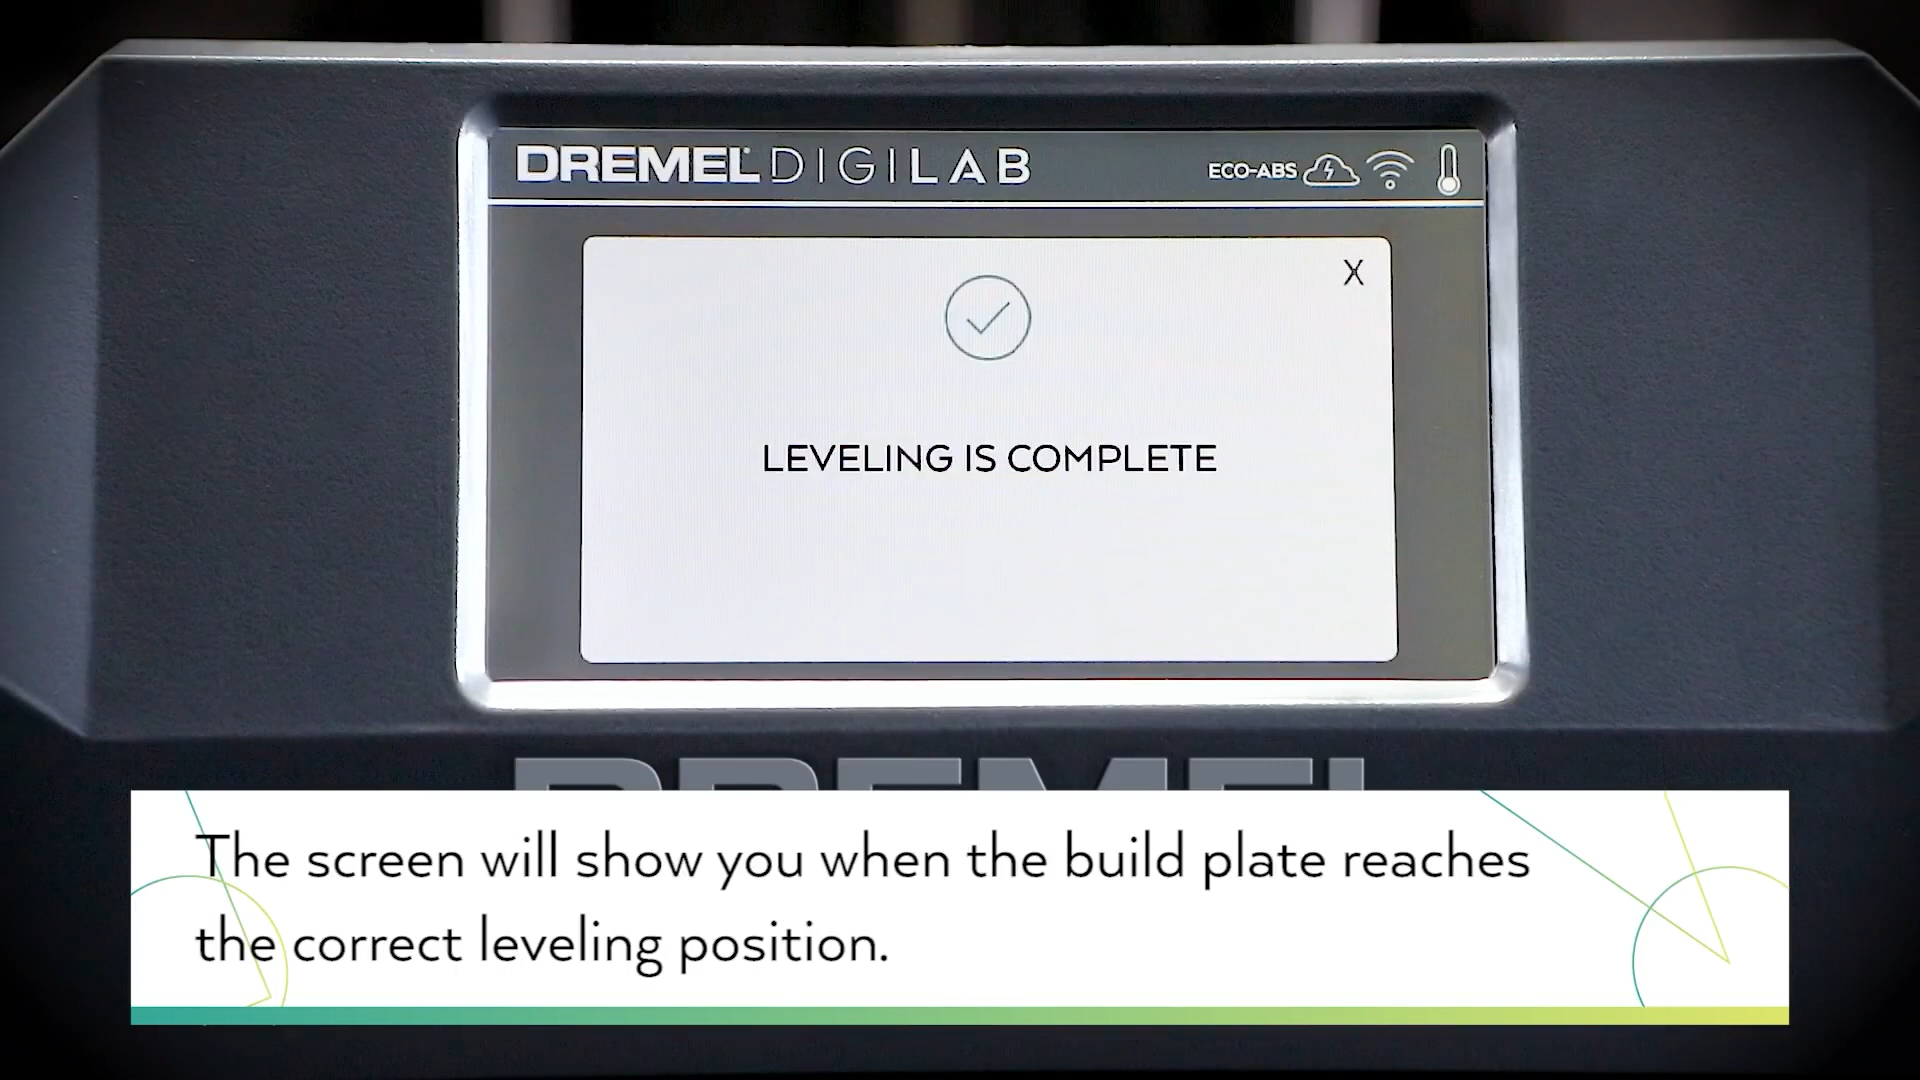 DREMEL DIGILAB
ECO-ABS
X
LEVELING IS COMPLETE
DREMEL
The screen will show you when the build plate reaches
the correct leveling position.